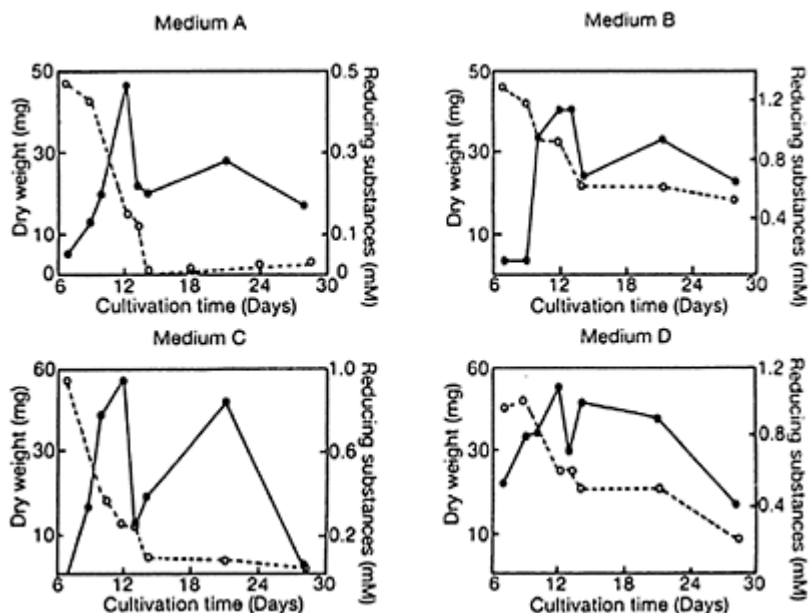 Medium A
50
30
10
0
Dry weight (mg)
0.5
0.3
0.1
0
Reducing substances (mM)
6 12 18 24 30
Cultivation time (Days)
Medium B
50
30
10
Dry weight (mg)
1.2
0.8
0.4
Reducing substances (mM)
6 12 18 24 30
Cultivation time (Days)
Medium C
60
30
10
Dry weight (mg)
1.0
0.6
0.2
Reducing substances (mM)
6 12 18 24 30
Cultivation time (Days)
Medium D
60
30
10
Dry weight (mg)
1.2
0.8
0.4
Reducing substances (mM)
6 12 18 24 30
Cultivation time (Days)